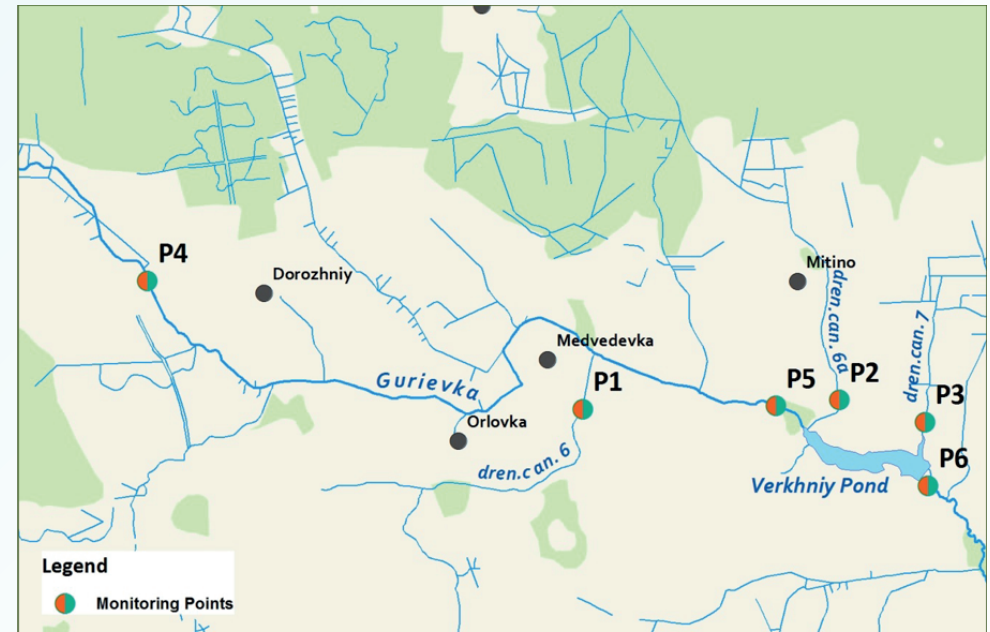 P4
Dorozhniy
Mitino
dren.can. 6a
dren.can. 7
Medvedevka
Gurievka
P1
P5
P2
P3
Orlovka
dren.can. 6
P6
Verkhniy Pond
Legend
Monitoring Points